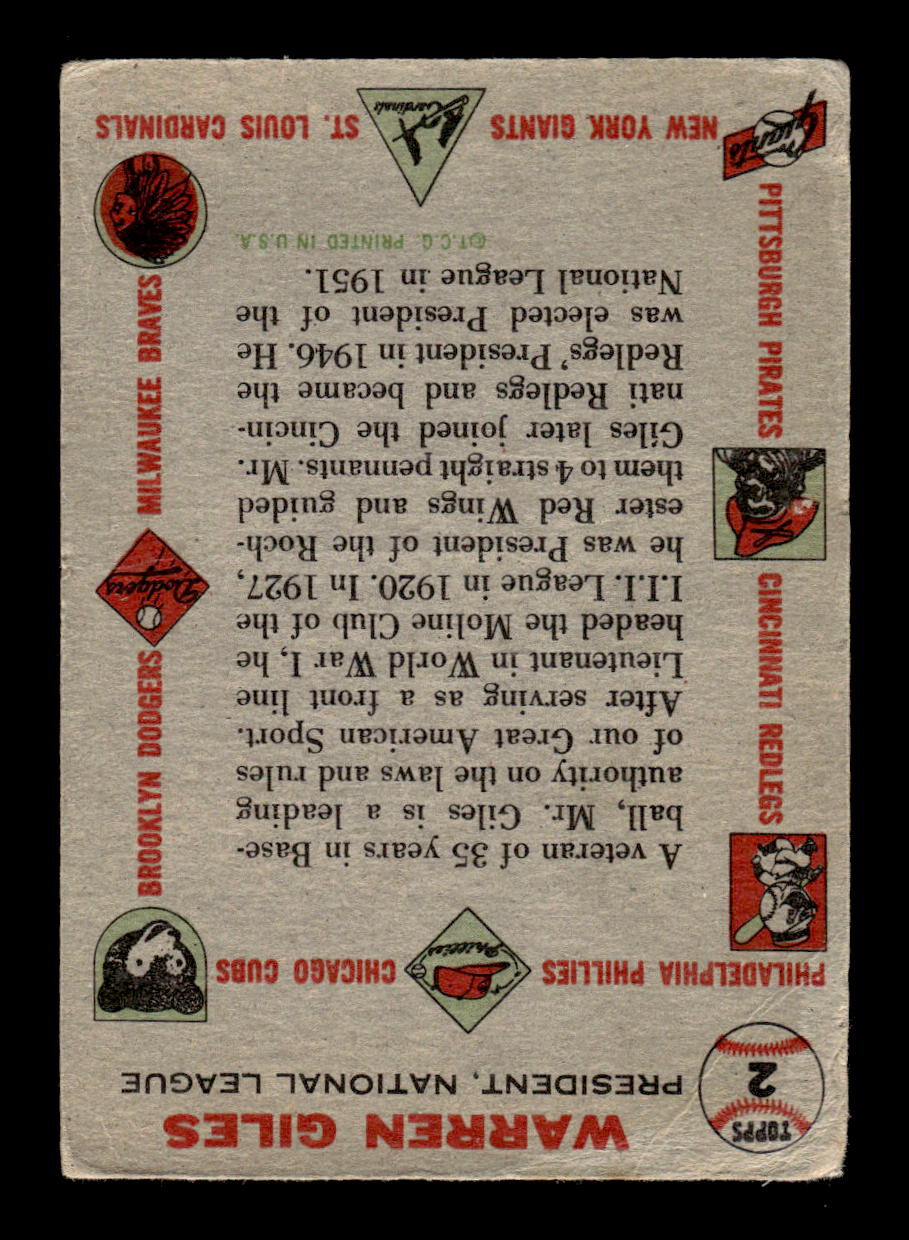 TOPPS
2
WARREN GILES
PRESIDENT, NATIONAL LEAGUE
PHILADELPHIA PHILLIES
Phillies
CHICAGO CUBS
CINCINNATI REDLEGS
BROOKLYN DODGERS
Dodgers
PITTSBURGH PIRATES
MILWAUKEE BRAVES
A veteran of 35 years in Base-
ball, Mr. Giles is a leading
authority on the laws and rules
of our Great American Sport.
After serving as a front line
Lieutenant in World War I, he
headed the Moline Club of the
I.I.I. League in 1920. In 1927,
he was President of the Roch-
ester Red Wings and guided
them to 4 straight pennants. Mr.
Giles later joined the Cincin-
nati Redlegs and became the
Redlegs' President in 1946. He
was elected President of the
National League in 1951.
©T.C.G. PRINTED IN U.S.A.
Giants
NEW YORK GIANTS
Cardinals
ST. LOUIS CARDINALS